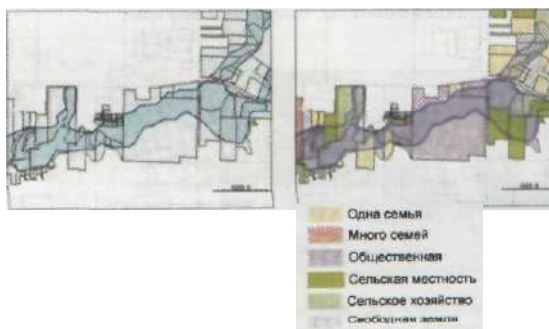 Одна семья
Много семей
Общественная
Сельская местность
Сельское хозяйство
Свободная земля